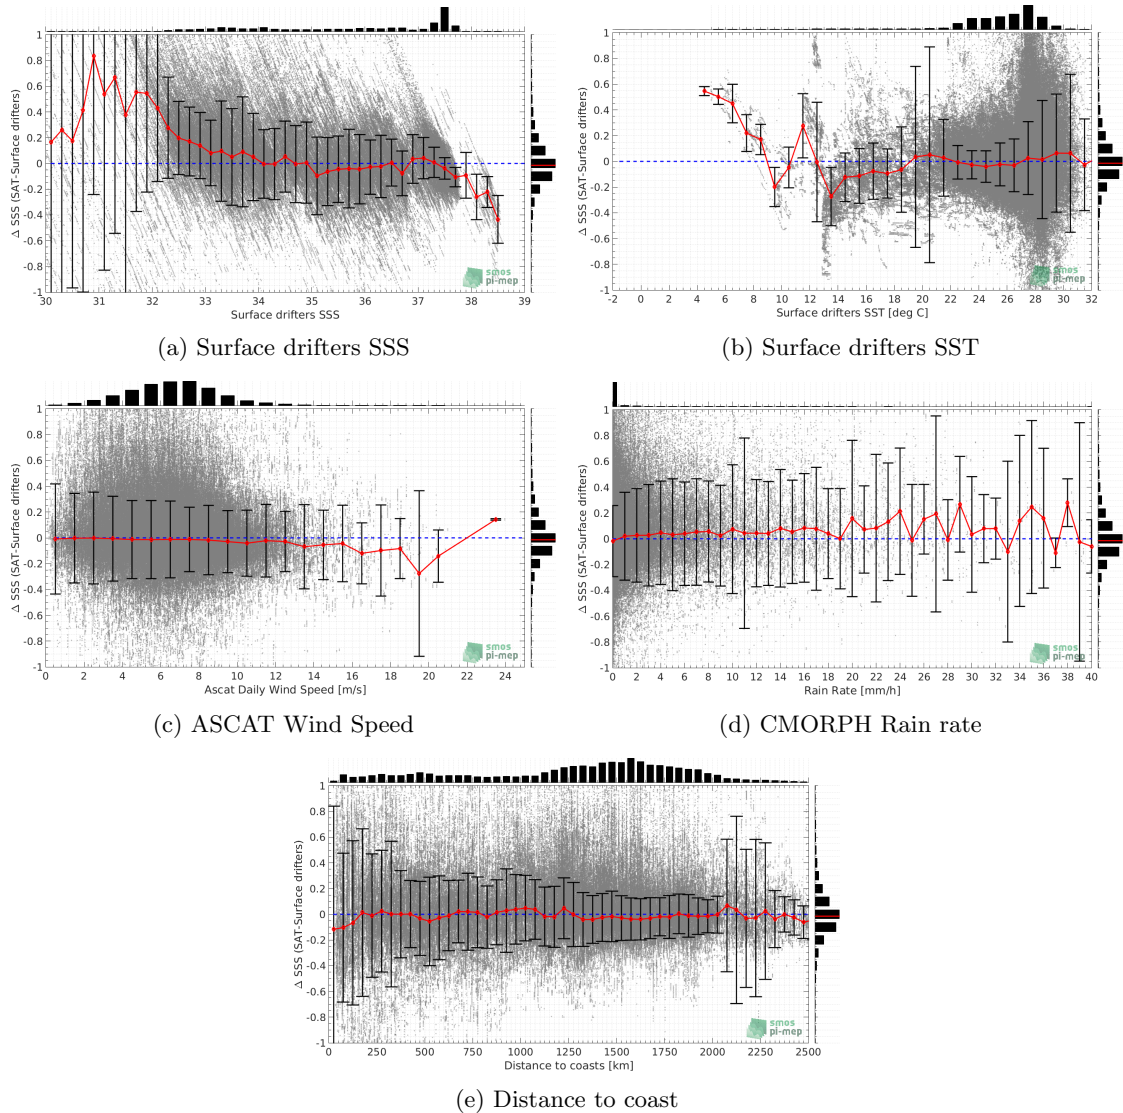 Δ SSS (SAT-Surface drifters)
1
0.8
0.6
0.4
0.2
0
-0.2
-0.4
-0.6
-0.8
-1
30 31 32 33 34 35 36 37 38 39
Surface drifters SSS
smos
pi-mep
(a) Surface drifters SSS
Δ SSS (SAT-Surface drifters)
1
0.8
0.6
0.4
0.2
0
-0.2
-0.4
-0.6
-0.8
-1
-2 0 2 4 6 8 10 12 14 16 18 20 22 24 26 28 30 32
Surface drifters SST [deg C]
smos
pi-mep
(b) Surface drifters SST
Δ SSS (SAT-Surface drifters)
1
0.8
0.6
0.4
0.2
0
-0.2
-0.4
-0.6
-0.8
-1
0 2 4 6 8 10 12 14 16 18 20 22 24
Ascat Daily Wind Speed [m/s]
smos
pi-mep
(c) ASCAT Wind Speed
Δ SSS (SAT-Surface drifters)
1
0.8
0.6
0.4
0.2
0
-0.2
-0.4
-0.6
-0.8
-1
0 2 4 6 8 10 12 14 16 18 20 22 24 26 28 30 32 34 36 38 40
Rain Rate [mm/h]
smos
pi-mep
(d) CMORPH Rain rate
Δ SSS (SAT-Surface drifters)
1
0.8
0.6
0.4
0.2
0
-0.2
-0.4
-0.6
-0.8
-1
0 250 500 750 1000 1250 1500 1750 2000 2250 2500
Distance to coasts [km]
smos
pi-mep
(e) Distance to coast